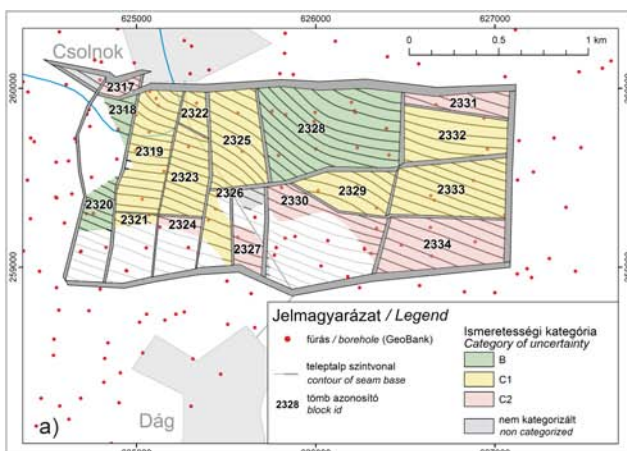 625000 626000 627000
Csolnok
0 0.5 1 km
260000 260000
2317
2318
2322
2331
2325
2328
2332
2319
2323
2326
2329
2333
2320
2330
2321
2324
2334
2327
259000
Jelmagyarázat / Legend
fúrás / borehole (GeoBank)
teleptalp szintvonal
contour of seam base
2328 tömb azonosító
block id
Ismeretességi kategória
Category of uncertainty
B
C1
C2
nem kategorizált
non categorized
a)
Dág